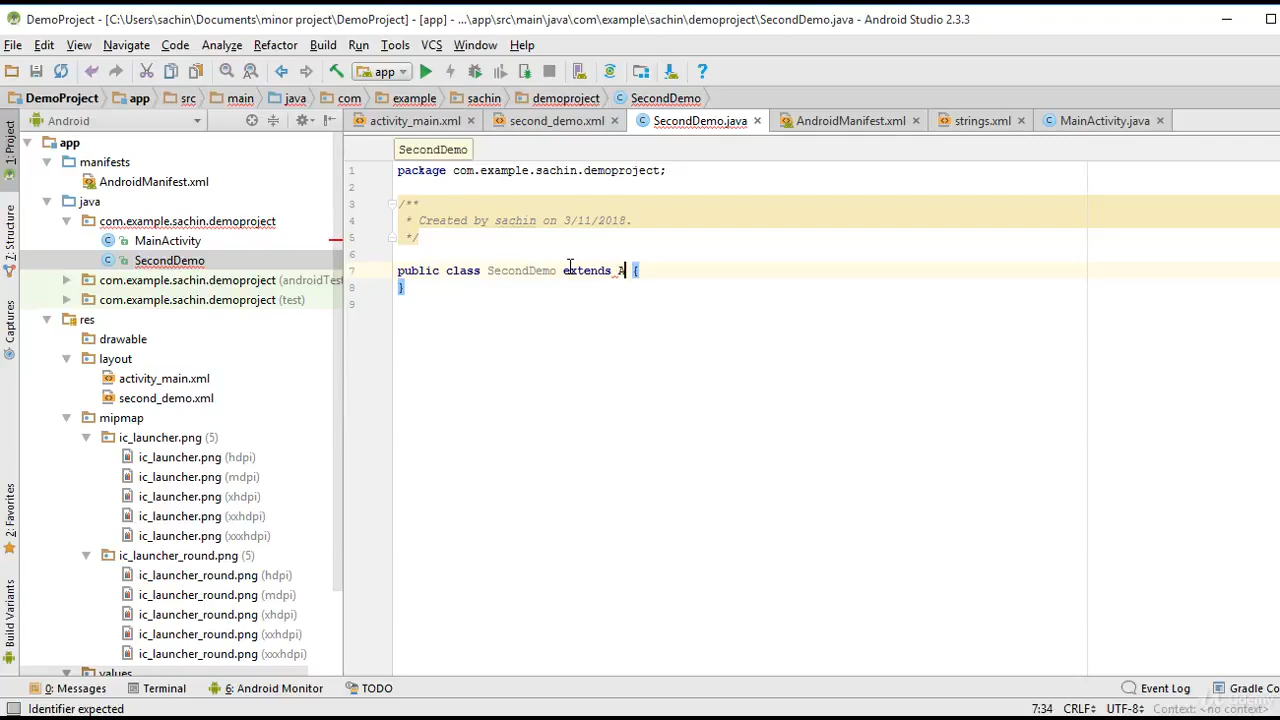 DemoProject - [C:\Users\sachin\Documents\minor project\DemoProject] - [app] - ...\app\src\main\java\com\example\sachin\demoproject\SecondDemo.java - Android Studio 2.3.3
File Edit View Navigate Code Analyze Refactor Build Run Tools VCS Window Help
app
DemoProject app src main java com example sachin demoproject SecondDemo
Android
activity_main.xml second_demo.xml SecondDemo.java AndroidManifest.xml strings.xml MainActivity.java
1: Project
7: Structure
Captures
2: Favorites
Build Variants
app
manifests
AndroidManifest.xml
java
com.example.sachin.demoproject
MainActivity
SecondDemo
com.example.sachin.demoproject (androidTes
com.example.sachin.demoproject (test)
res
drawable
layout
activity_main.xml
second_demo.xml
mipmap
ic_launcher.png (5)
ic_launcher.png (hdpi)
ic_launcher.png (mdpi)
ic_launcher.png (xhdpi)
ic_launcher.png (xxhdpi)
ic_launcher.png (xxxhdpi)
ic_launcher_round.png (5)
ic_launcher_round.png (hdpi)
ic_launcher_round.png (mdpi)
ic_launcher_round.png (xhdpi)
ic_launcher_round.png (xxhdpi)
ic_launcher_round.png (xxxhdpi)
values
SecondDemo
1 package com.example.sachin.demoproject;
2
3 /**
4 * Created by sachin on 3/11/2018.
5 */
6
7 public class SecondDemo extends A {
8 }
9
0: Messages Terminal 6: Android Monitor TODO Event Log Gradle Co
Identifier expected 7:34 CRLF UTF-8 Context: <no context>
udemy